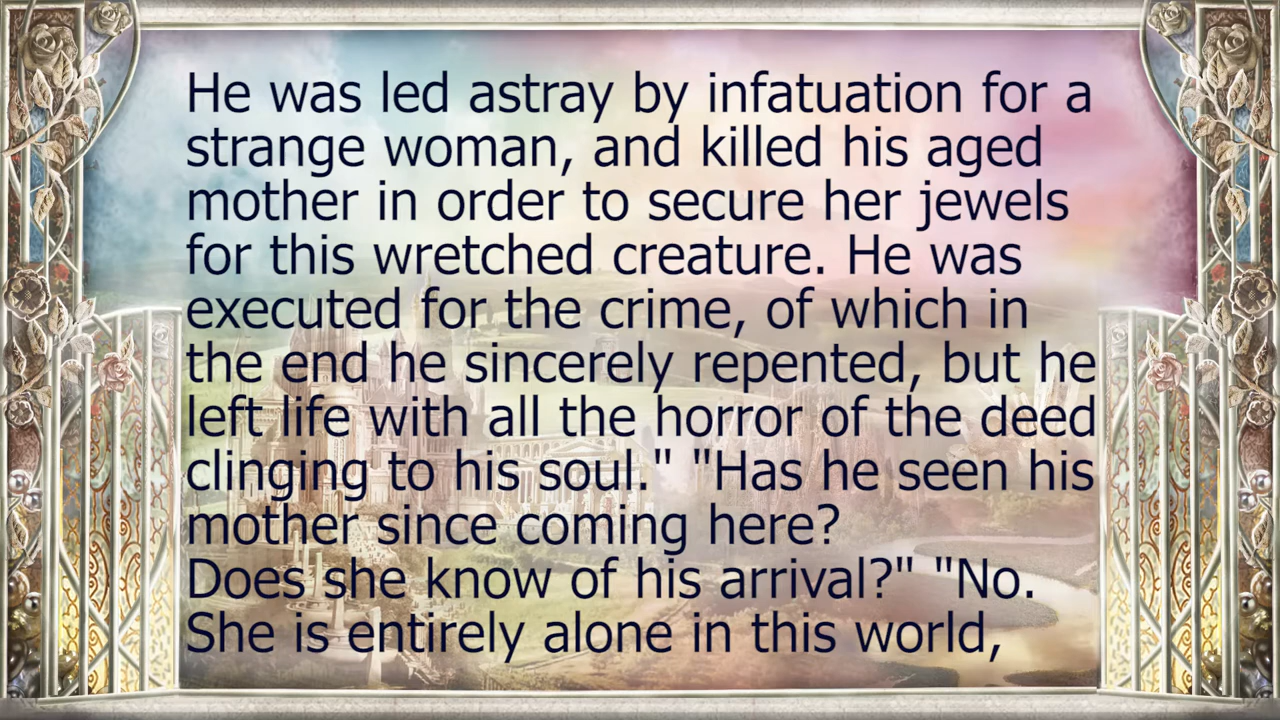 He was led astray by infatuation for a
strange woman, and killed his aged
mother in order to secure her jewels
for this wretched creature. He was
executed for the crime, of which in
the end he sincerely repented, but he
left life with all the horror of the deed
clinging to his soul." "Has he seen his
mother since coming here?
Does she know of his arrival?" "No.
She is entirely alone in this world,